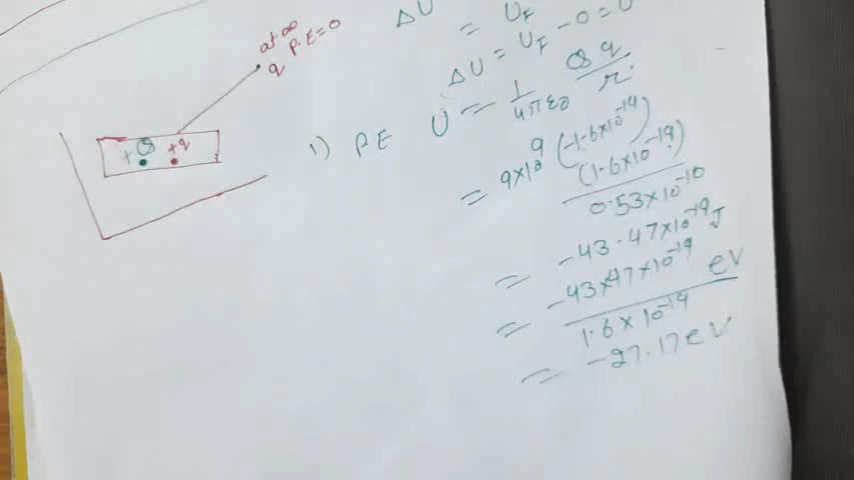 ΔU
= U_F
ΔU = U_F - 0 = U
at ∞
P.E = 0
q
+ Q +q
1) PE U = 1/4πε₀ Qq/r
= 9×10⁹ (-1.6×10⁻¹⁹) (1.6×10⁻¹⁹) / 0.53×10⁻¹⁰
= -43.47×10⁻¹⁹ J
= -43×47×10⁻¹⁹ / 1.6×10⁻¹⁹ eV
= -27.17 eV